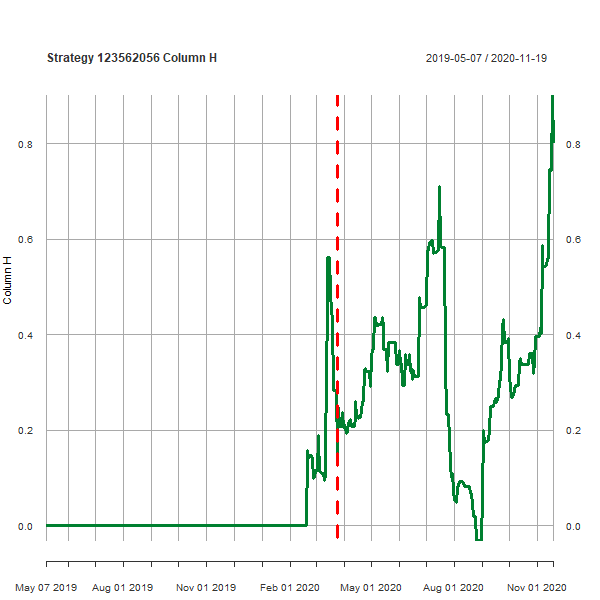 Strategy 123562056 Column H
2019-05-07 / 2020-11-19
0.8
0.8
0.6
0.6
Column H
0.4
0.4
0.2
0.2
0.0
0.0
May 07 2019
Aug 01 2019
Nov 01 2019
Feb 01 2020
May 01 2020
Aug 01 2020
Nov 01 2020